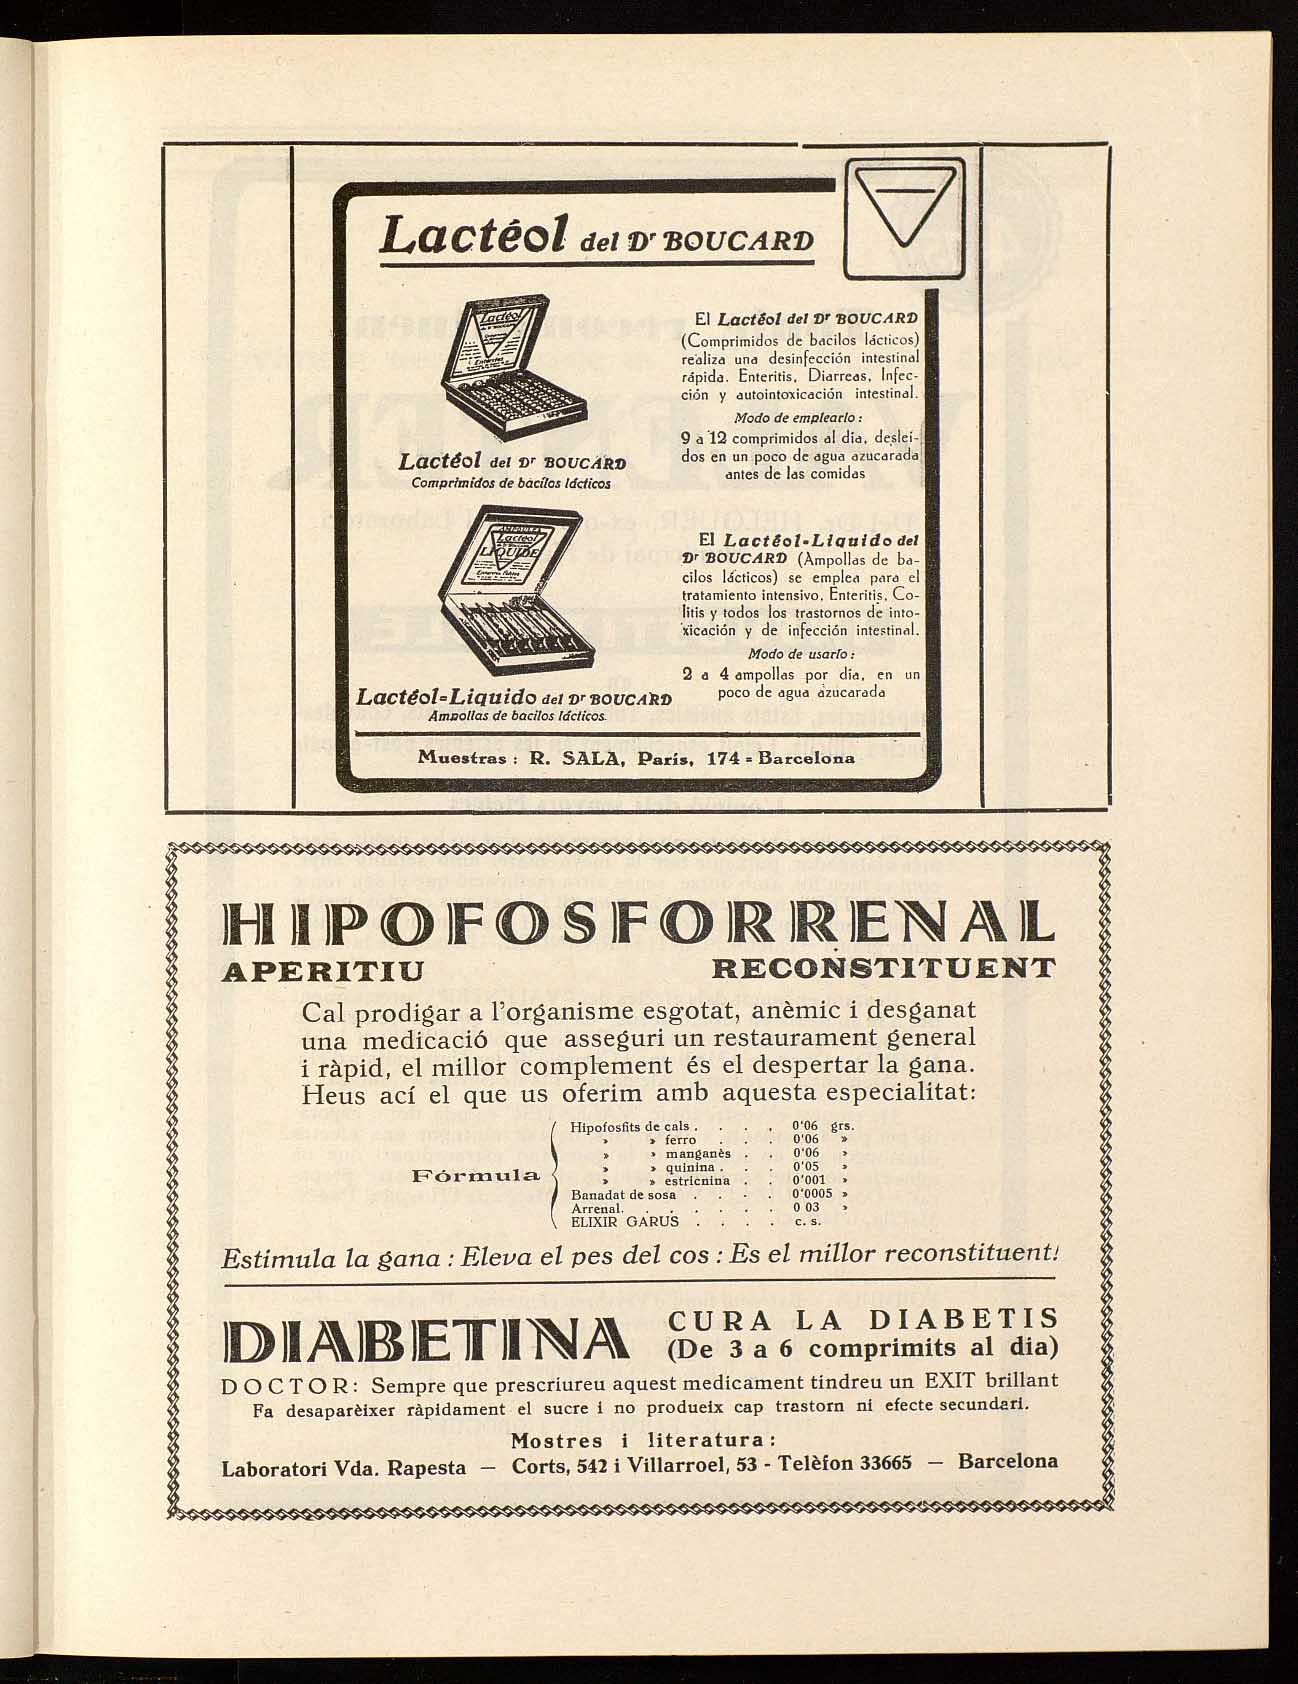 Lactéol del Dr BOUCARD
Lactéol
El Lactéol del Dr BOUCARD
(Comprimidos de bacilos lácticos)
realiza una desinfección intestinal
rápida. Enteritis, Diarreas, Infec-
ción y autointoxicación intestinal.
Modo de emplearlo :
9 a 12 comprimidos al dia, deslei-
dos en un poco de agua azucarada
antes de las comidas
Lactéol del Dr BOUCARD
Comprimidos de bacilos lácticos
AMPOULES
Lactéol
LIQUIDE
El Lactéol-Liquido del
Dr BOUCARD (Ampollas de ba-
cilos lácticos) se emplea para el
tratamiento intensivo, Enteritis, Co-
litis y todos los trastornos de into-
xicación y de infección intestinal.
Modo de usarlo :
2 a 4 ampollas por dia, en un
poco de agua azucarada
Lactéol=Liquido del Dr BOUCARD
Ampollas de bacilos lácticos.
Muestras : R. SALA, París, 174 = Barcelona
HIPOFOSFORRENAL
APERITIU RECONSTITUENT
Cal prodigar a l'organisme esgotat, anèmic i desganat
una medicació que asseguri un restaurament general
i ràpid, el millor complement és el despertar la gana.
Heus ací el que us oferim amb aquesta especialitat:
Fórmula
Hipofosfits de cals . . . . 0'06 grs.
» » ferro . . . 0'06 »
» » manganès . . 0'06 »
» » quinina . . . 0'05 »
» » estricnina . . 0'001 »
Banadat de sosa . . . . 0'0005 »
Arrenal. . . . . . . 0 03 »
ELIXIR GARUS . . . . c. s.
Estimula la gana : Eleva el pes del cos : Es el millor reconstituent!
DIABETINA
CURA LA DIABETIS
(De 3 a 6 comprimits al dia)
DOCTOR: Sempre que prescriureu aquest medicament tindreu un EXIT brillant
Fa desaparèixer ràpidament el sucre i no produeix cap trastorn ni efecte secundari.
Mostres i literatura :
Laboratori Vda. Rapesta — Corts, 542 i Villarroel, 53 - Telèfon 33665 — Barcelona